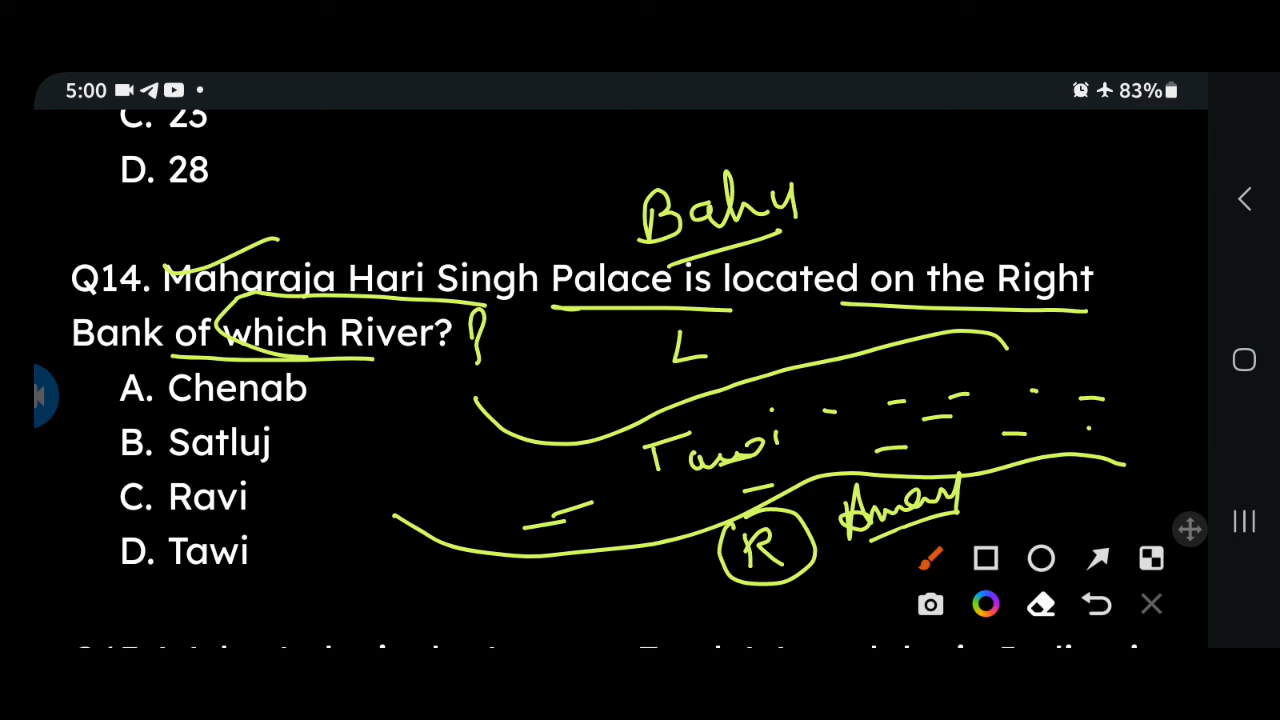 5:00 83%
C. 25
D. 28
Bahu
Q14. Maharaja Hari Singh Palace is located on the Right
Bank of which River?
L
A. Chenab
Tawi
B. Satluj
C. Ravi
R
D. Tawi